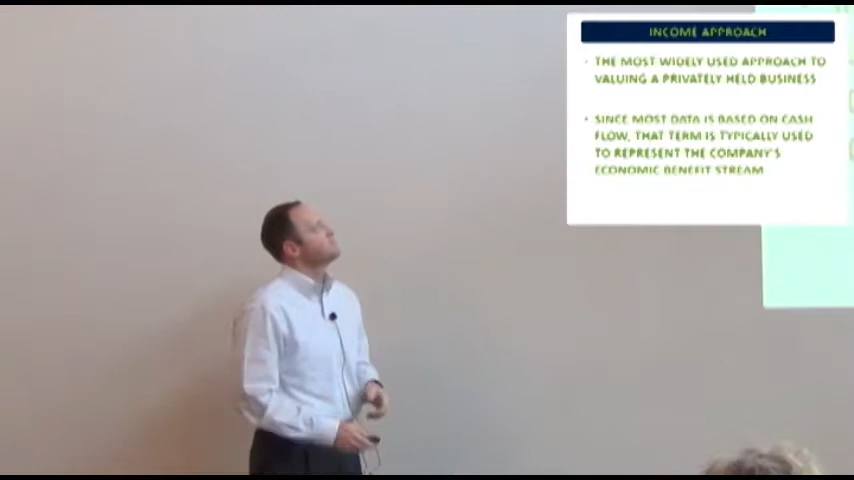 INCOME APPROACH
• THE MOST WIDELY USED APPROACH TO
VALUING A PRIVATELY HELD BUSINESS
• SINCE MOST DATA IS BASED ON CASH
FLOW, THAT TERM IS TYPICALLY USED
TO REPRESENT THE COMPANY'S
ECONOMIC BENEFIT STREAM